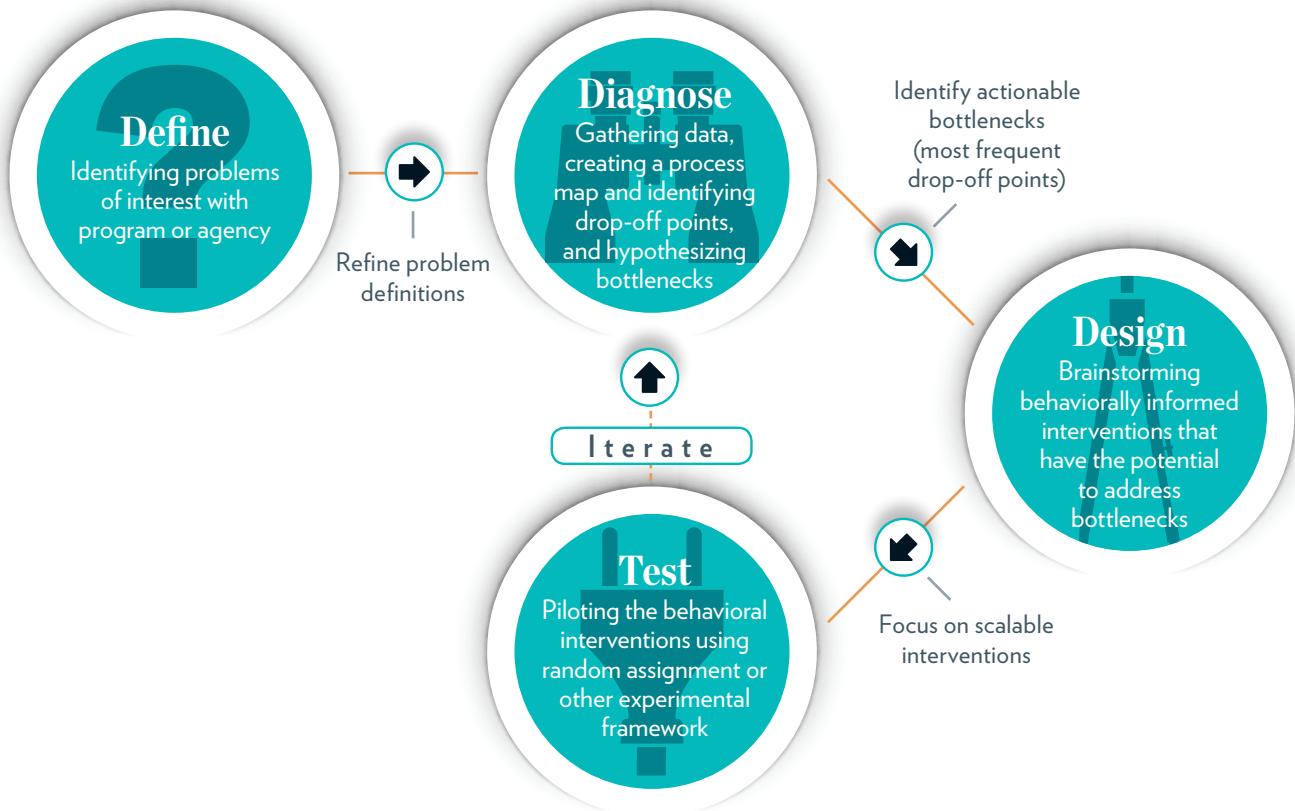 Define
Identifying problems
of interest with
program or agency
Refine problem
definitions
Diagnose
Gathering data,
creating a process
map and identifying
drop-off points,
and hypothesizing
bottlenecks
Identify actionable
bottlenecks
(most frequent
drop-off points)
Design
Brainstorming
behaviorally informed
interventions that
have the potential
to address
bottlenecks
Focus on scalable
interventions
Test
Piloting the behavioral
interventions using
random assignment or
other experimental
framework
Iterate